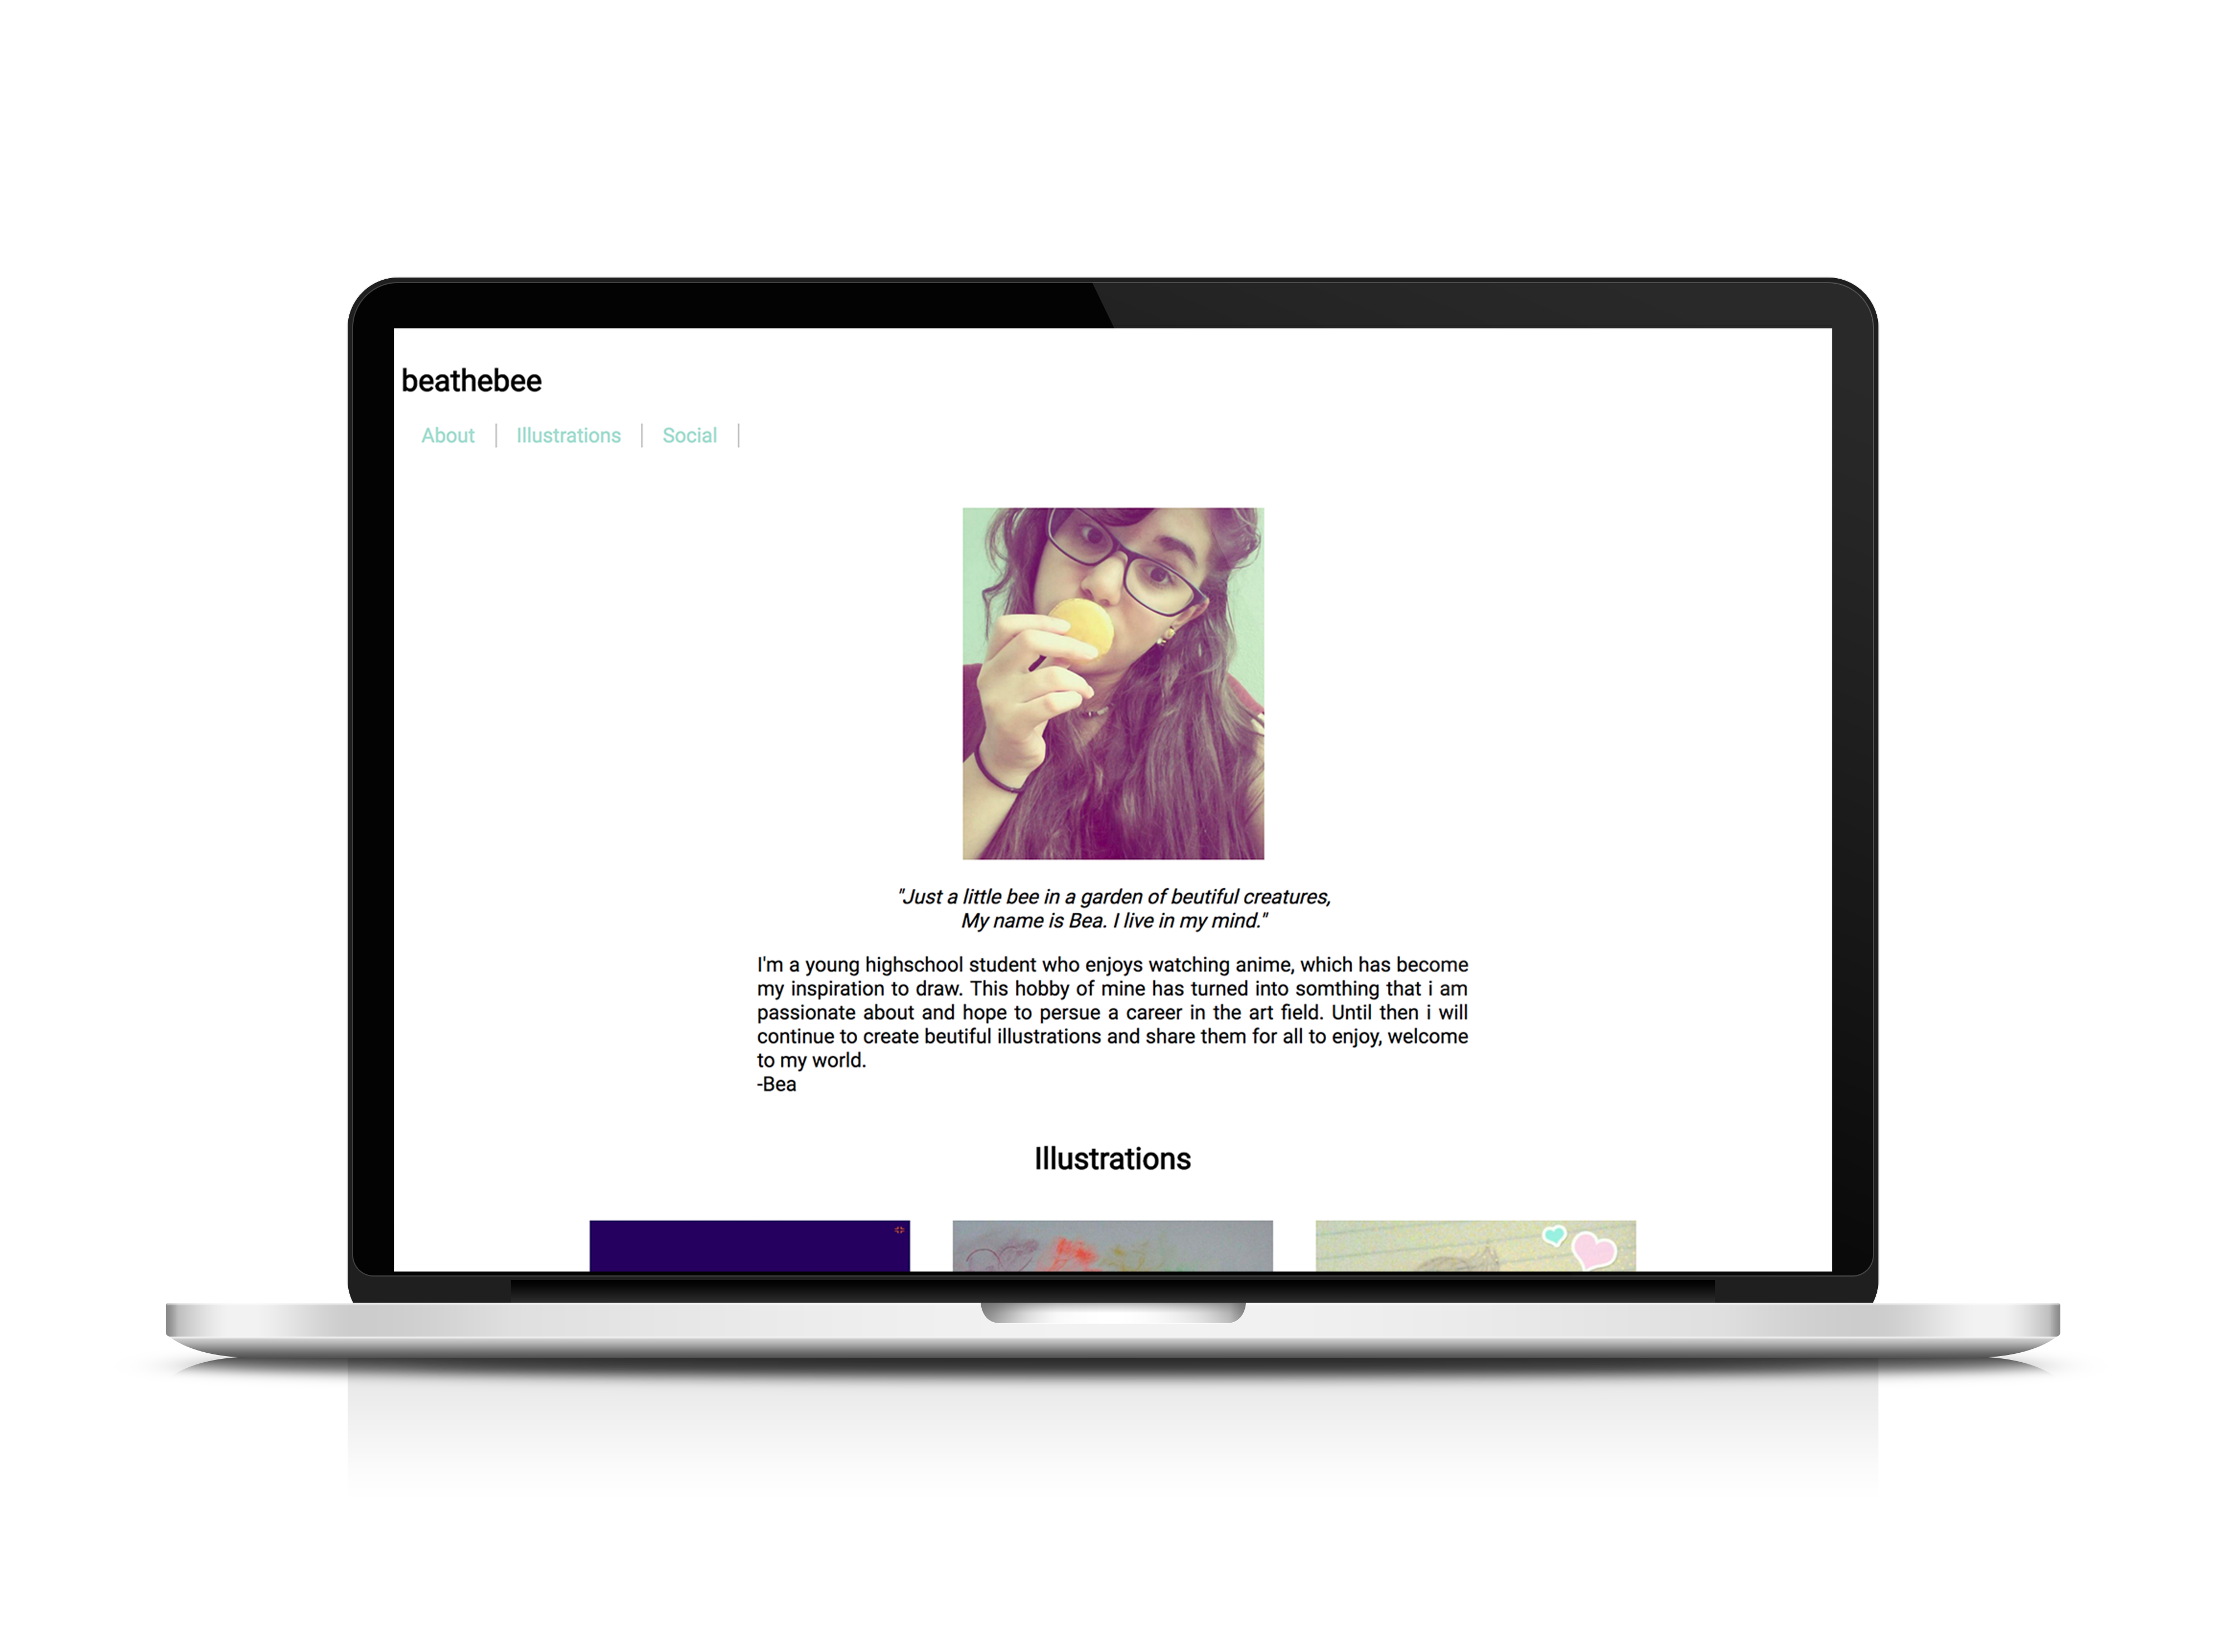 beathebee
About | Illustrations | Social |
"Just a little bee in a garden of beutiful creatures,
My name is Bea. I live in my mind."
I'm a young highschool student who enjoys watching anime, which has become
my inspiration to draw. This hobby of mine has turned into somthing that i am
passionate about and hope to persue a career in the art field. Until then i will
continue to create beutiful illustrations and share them for all to enjoy, welcome
to my world.
-Bea
Illustrations